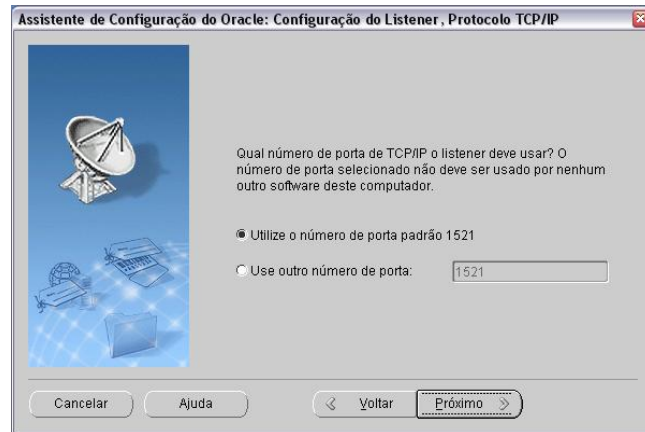 Assistente de Configuração do Oracle: Configuração do Listener, Protocolo TCP/IP
Qual número de porta de TCP/IP o listener deve usar? O
número de porta selecionado não deve ser usado por nenhum
outro software deste computador.
Utilize o número de porta padrão 1521
Use outro número de porta: 1521
Cancelar Ajuda Voltar Próximo